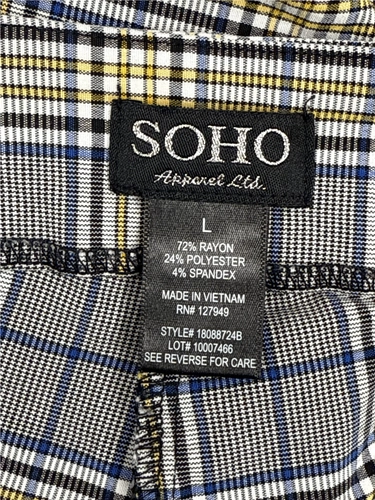 SOHO
Apparel Ltd.
L
72% RAYON
24% POLYESTER
4% SPANDEX
MADE IN VIETNAM
RN# 127949
STYLE# 18088724B
LOT# 10007466
SEE REVERSE FOR CARE